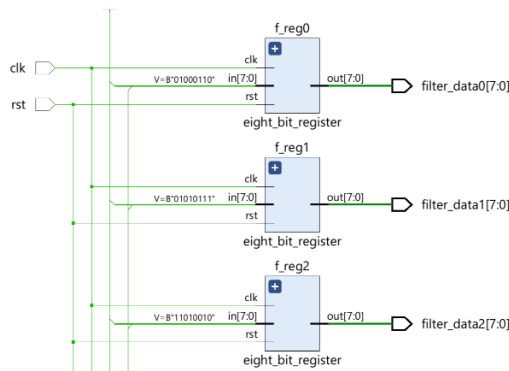 f_reg0
clk
clk
V=B"01000110" in[7:0] out[7:0] filter_data0[7:0]
rst
rst
eight_bit_register
f_reg1
clk
V=B"01010111" in[7:0] out[7:0] filter_data1[7:0]
rst
eight_bit_register
f_reg2
clk
V=B"11010010" in[7:0] out[7:0] filter_data2[7:0]
rst
eight_bit_register